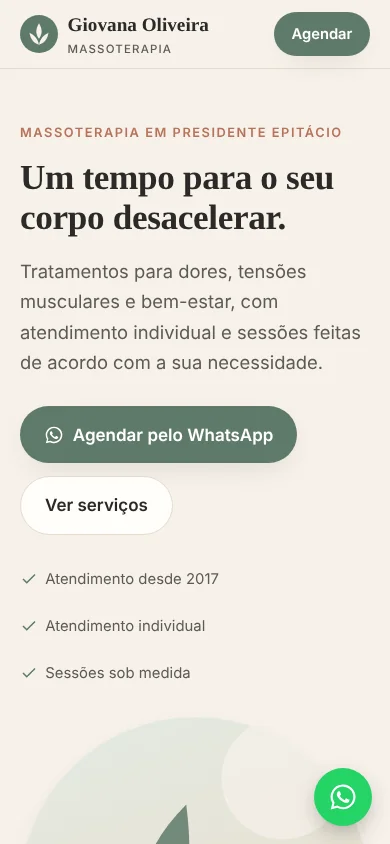 Giovana Oliveira
MASSOTERAPIA
Agendar
MASSOTERAPIA EM PRESIDENTE EPITÁCIO
Um tempo para o seu
corpo desacelerar.
Tratamentos para dores, tensões
musculares e bem-estar, com
atendimento individual e sessões feitas
de acordo com a sua necessidade.
Agendar pelo WhatsApp
Ver serviços
Atendimento desde 2017
Atendimento individual
Sessões sob medida